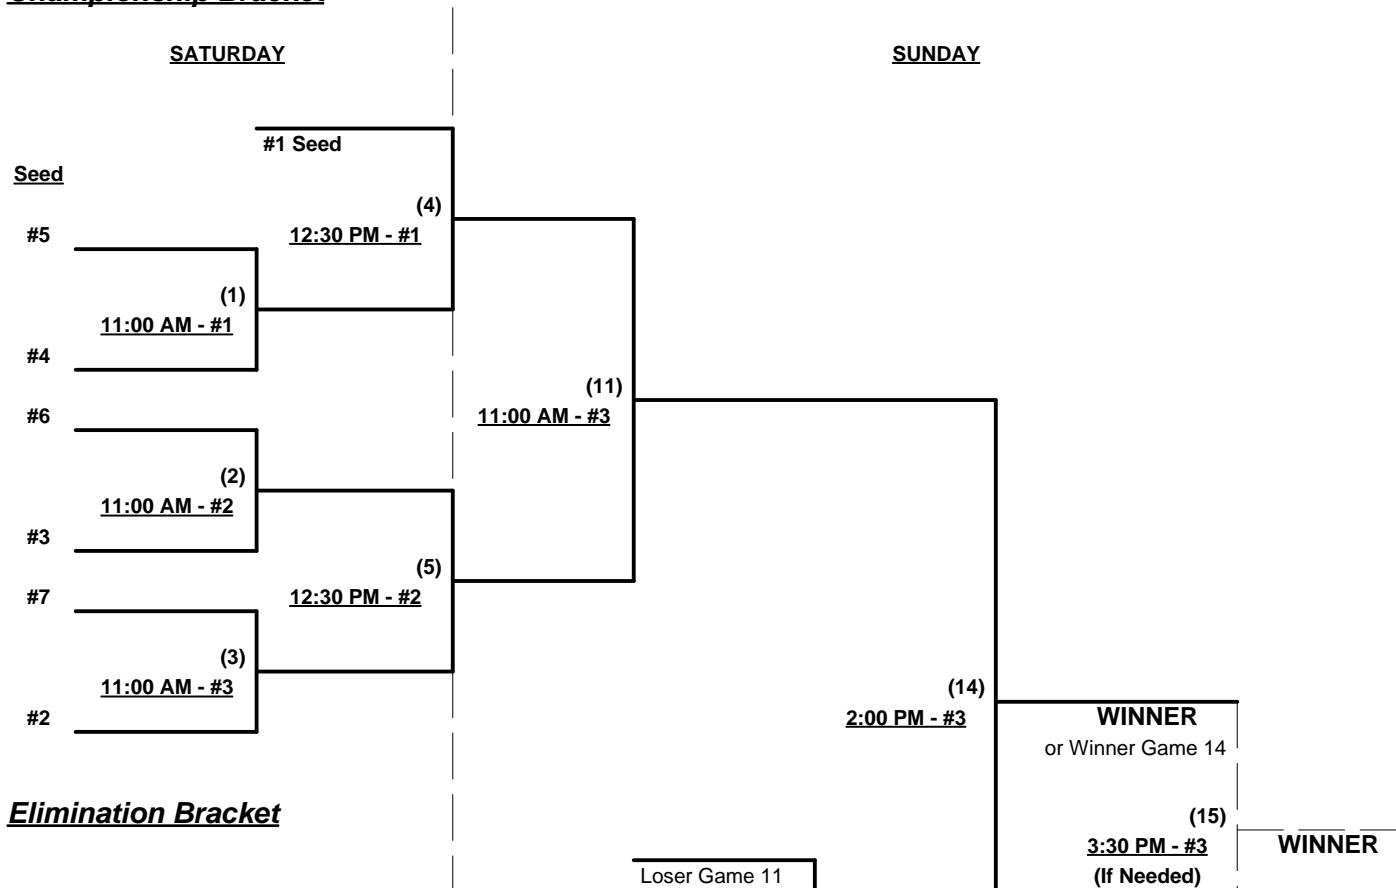 Championship Bracket
SATURDAY
SUNDAY
#1 Seed
Seed
(4)
#5
12:30 PM - #1
(1)
11:00 AM - #1
#4
(11)
#6
11:00 AM - #3
(2)
11:00 AM - #2
#3
(5)
#7
12:30 PM - #2
(3)
11:00 AM - #3
(14)
#2
2:00 PM - #3
WINNER
or Winner Game 14
Elimination Bracket
(15)
3:30 PM - #3
WINNER
Loser Game 11
(If Needed)